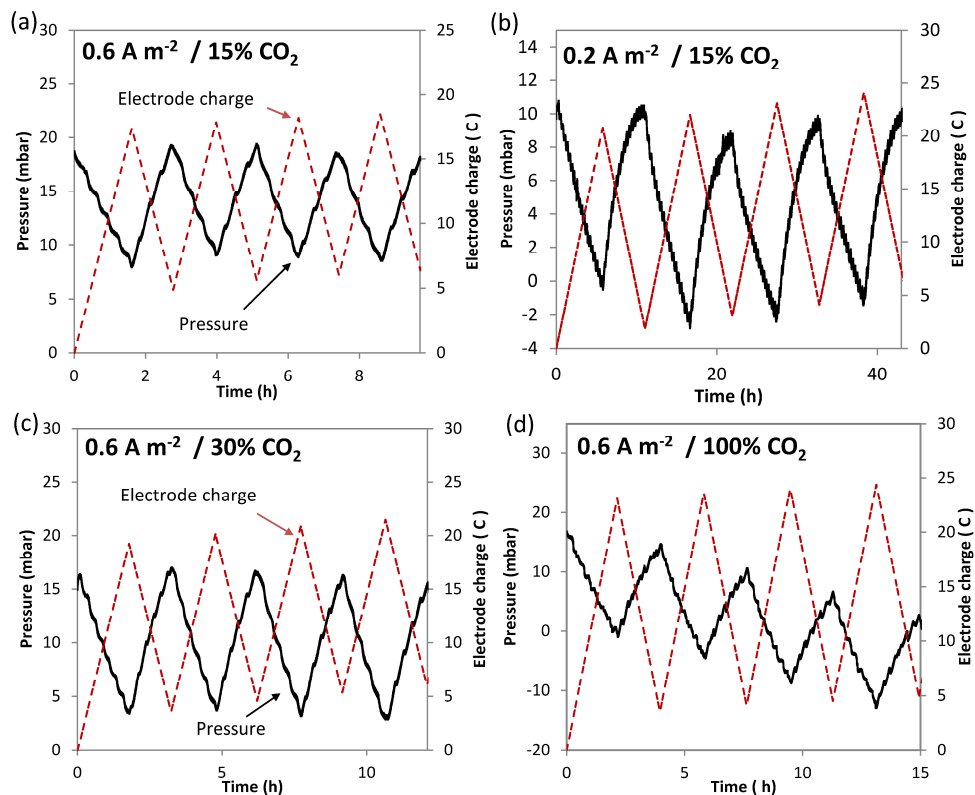 (a)
0.6 A m-2 / 15% CO2
Electrode charge
Pressure
Pressure (mbar)
30
25
20
15
10
5
0
Electrode charge ( C )
25
20
15
10
5
0
0 2 4 6 8
Time (h)
(b)
0.2 A m-2 / 15% CO2
Pressure (mbar)
14
12
10
8
6
4
2
0
-2
-4
Electrode charge ( C )
30
25
20
15
10
5
0
0 20 40
Time (h)
(c)
0.6 A m-2 / 30% CO2
Electrode charge
Pressure
Pressure (mbar)
30
25
20
15
10
5
0
Electrode charge ( C )
30
25
20
15
10
5
0
0 5 10
Time (h)
(d)
0.6 A m-2 / 100% CO2
Pressure (mbar)
30
20
10
0
-10
-20
Electrode charge ( C )
30
25
20
15
10
5
0
0 5 10 15
Time ( h)